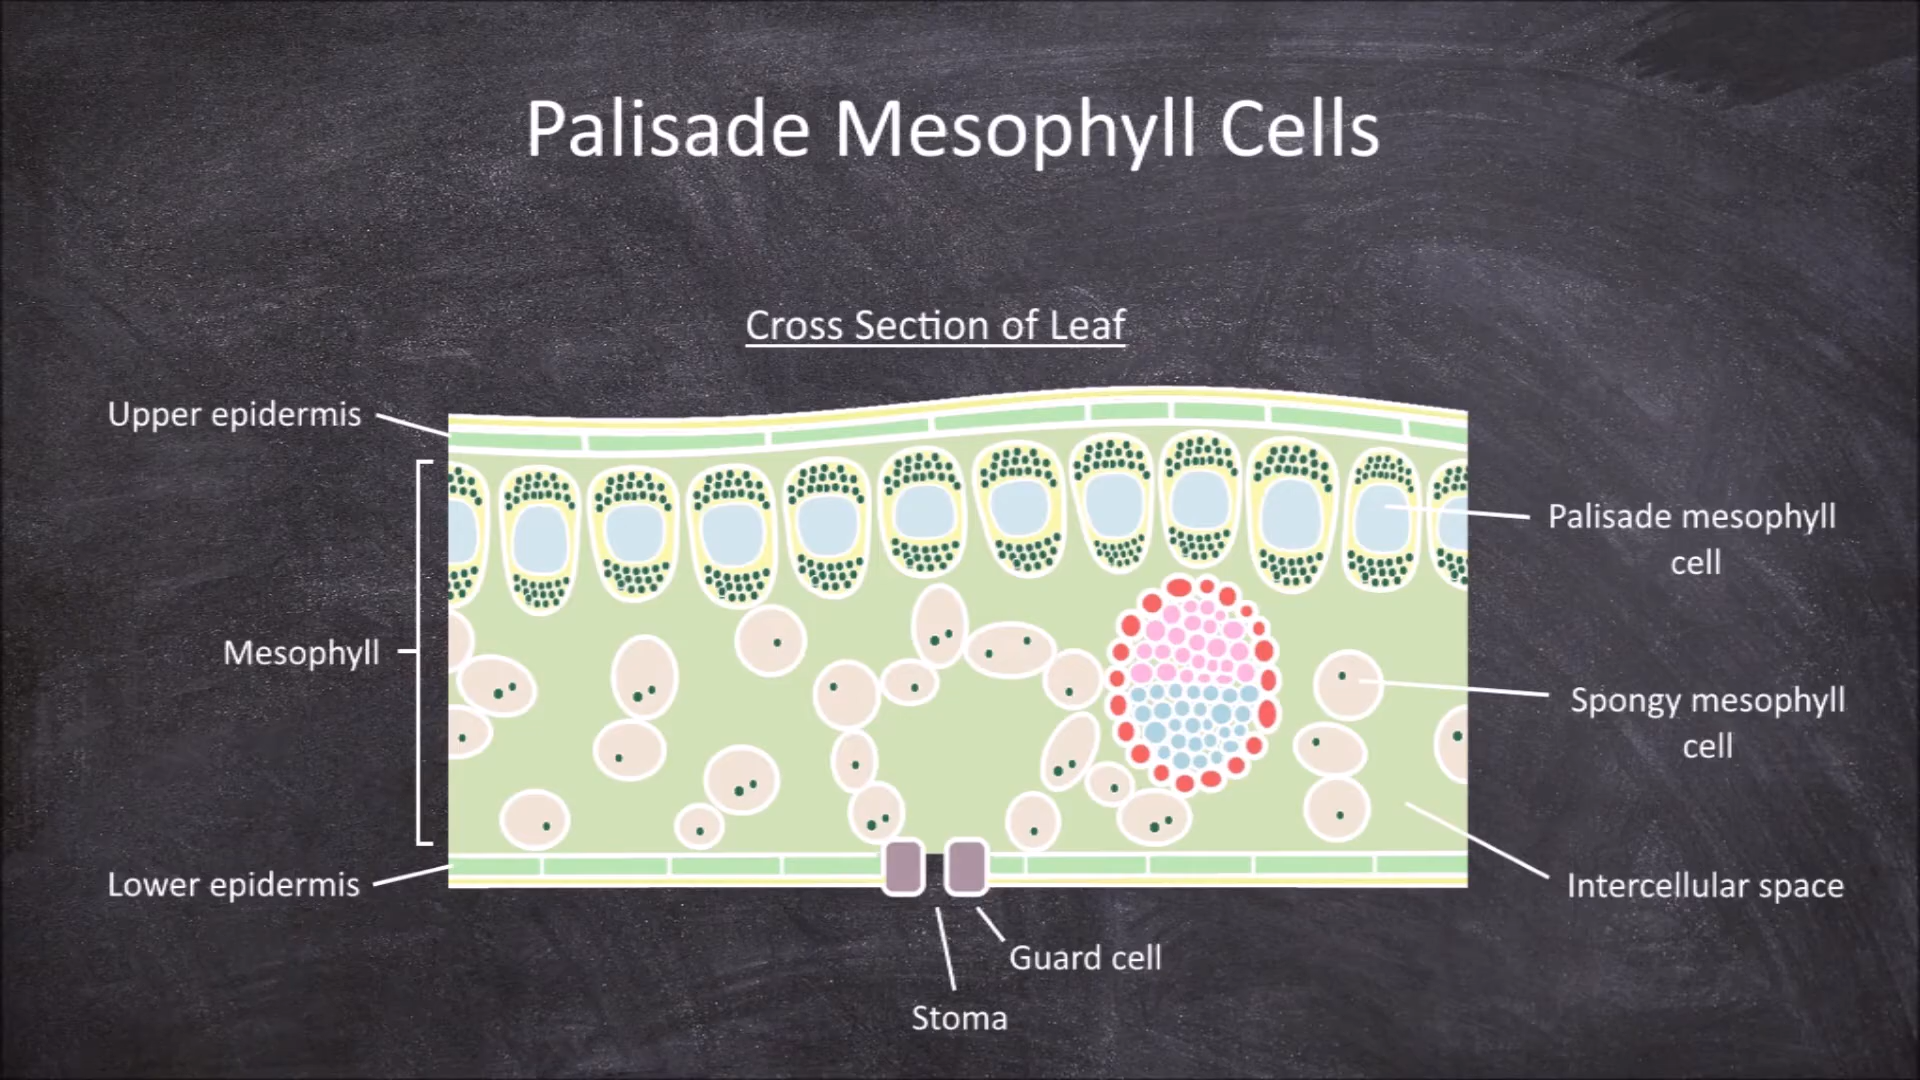 Palisade Mesophyll Cells
Cross Section of Leaf
Upper epidermis
Palisade mesophyll
cell
Mesophyll
Spongy mesophyll
cell
Lower epidermis
Intercellular space
Guard cell
Stoma